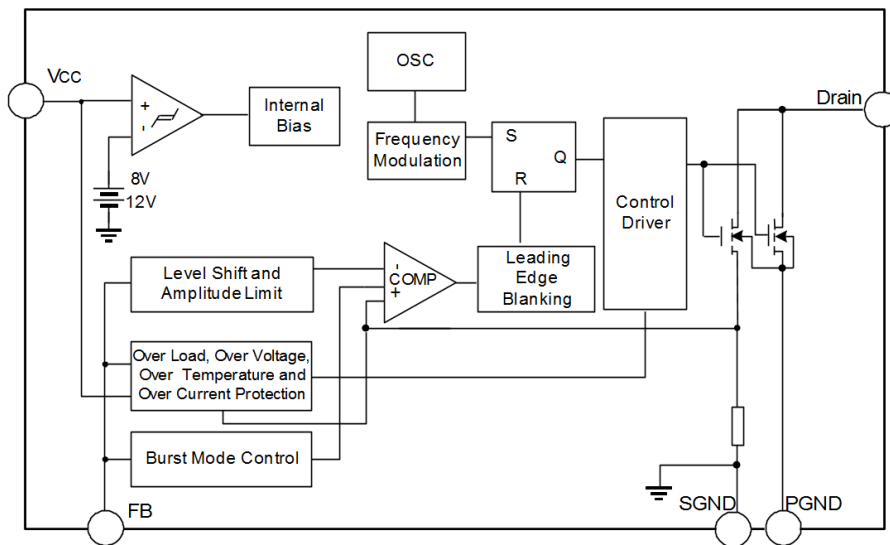 Vcc
OSC
Drain
+
-
Internal
Bias
Frequency
Modulation
S
Q
R
8V
12V
Control
Driver
Level Shift and
Amplitude Limit
-
COMP
+
Leading
Edge
Blanking
Over Load, Over Voltage,
Over Temperature and
Over Current Protection
Burst Mode Control
FB
SGND
PGND